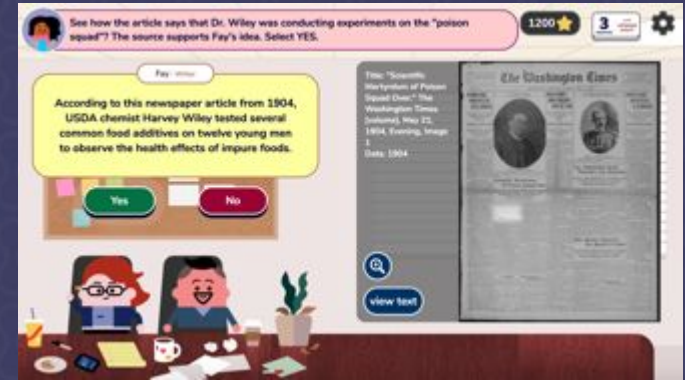 See how the article says that Dr. Wiley was conducting experiments on the "poison
squad"? The source supports Fay's idea. Select YES.
1200
3
Fay
According to this newspaper article from 1904,
USDA chemist Harvey Wiley tested several
common food additives on twelve young men
to observe the health effects of impure foods.
Yes
No
Title: "Scientific
Martyrdom of Poison
Squad Over." The
Washington Times
[volume], May 21,
1904, Evening, Image
1
Date: 1904
view text
The Washington Times